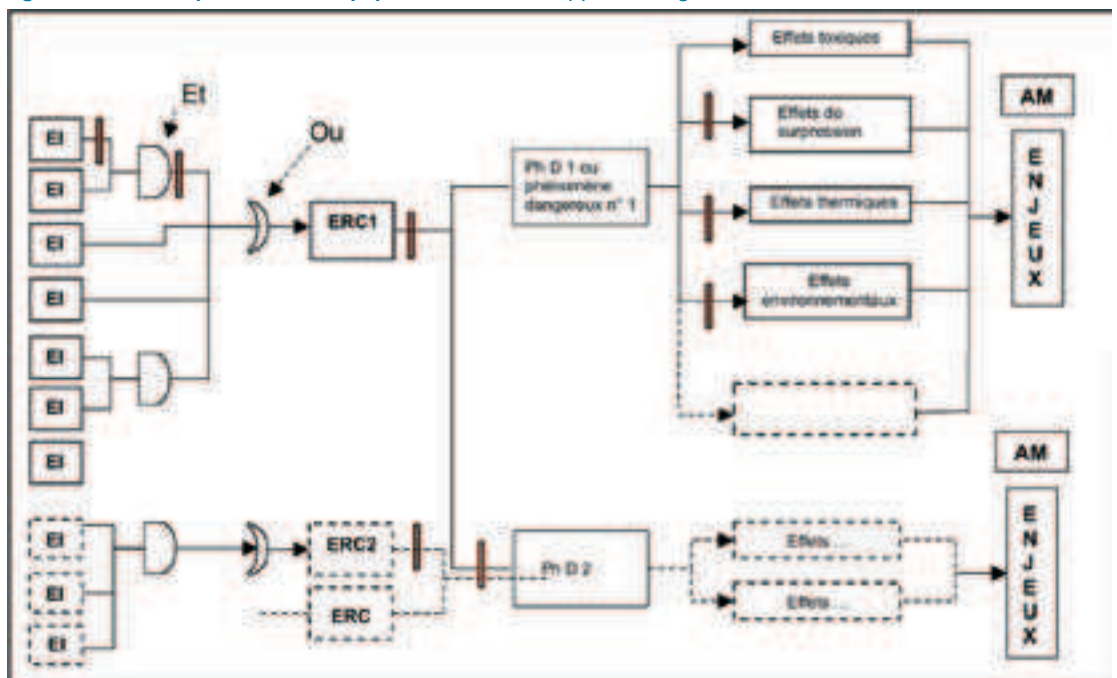 Et
Ou
EI
EI
EI
EI
EI
EI
EI
ERC1
Ph D 1 ou
phénomène
dangereux n° 1
Effets toxiques
Effets de
surpression
Effets thermiques
Effets
environnementaux
AM
ENJEUX
EI
EI
EI
ERC2
ERC
Ph D 2
Effets ...
Effets ...
AM
ENJEUX